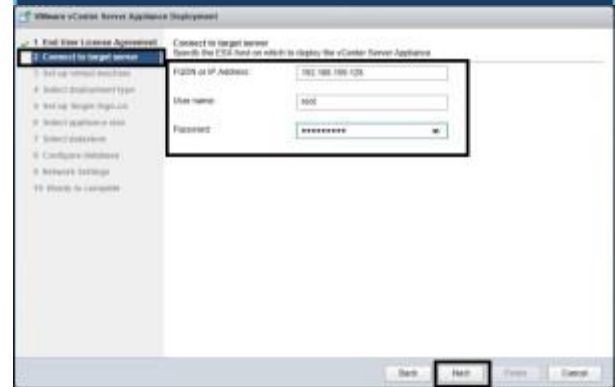 VMware vCenter Server Appliance Deployment
1 End User License Agreement
2 Connect to target server
3 Set up virtual machine
4 Select deployment type
5 Set up Single Sign-on
6 Select appliance size
7 Select datastore
8 Configure database
9 Network Settings
10 Ready to complete
Connect to target server
Specify the ESXi host on which to deploy the vCenter Server Appliance
FQDN or IP Address:
User name:
root
Password:
Back
Next
Finish
Cancel